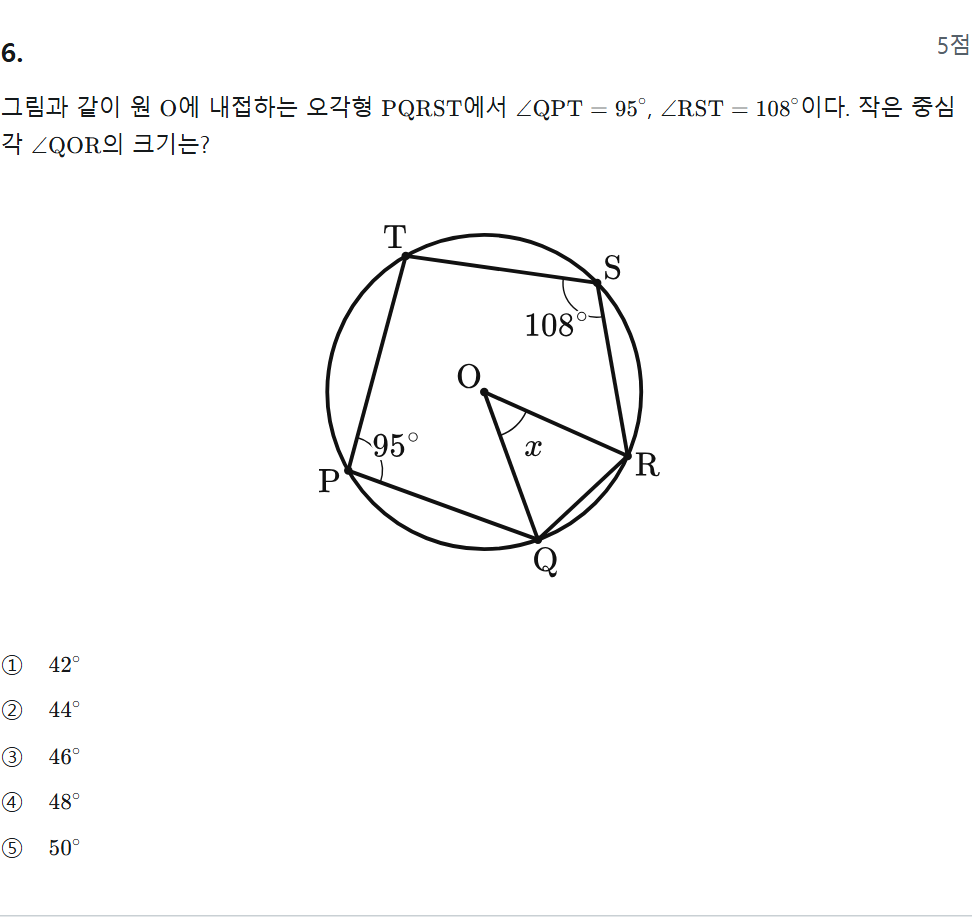 6.
5점
그림과 같이 원 O에 내접하는 오각형 PQRST에서 ∠QPT = 95°, ∠RST = 108°이다. 작은 중심
각 ∠QOR의 크기는?
T
S
108°
O
95°
x
P
R
Q
① 42°
② 44°
③ 46°
④ 48°
⑤ 50°